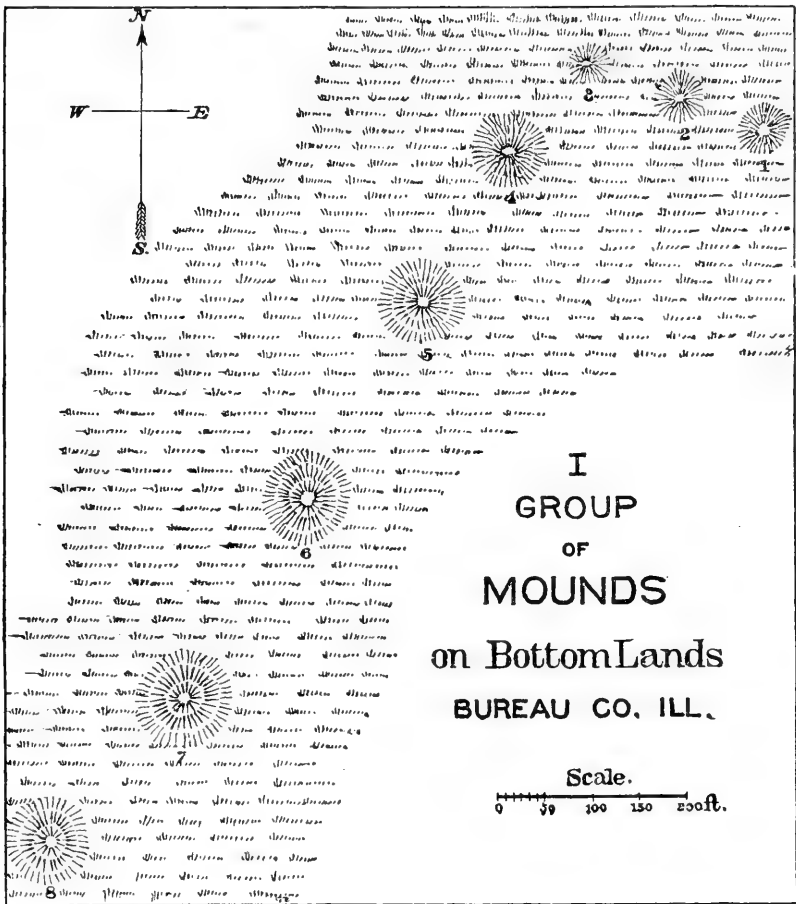 N
W E
S.
3
2
1
4
5
6
7
8
I
GROUP
OF
MOUNDS
on Bottom Lands
BUREAU CO. ILL.
Scale.
0 50 100 150 200ft.